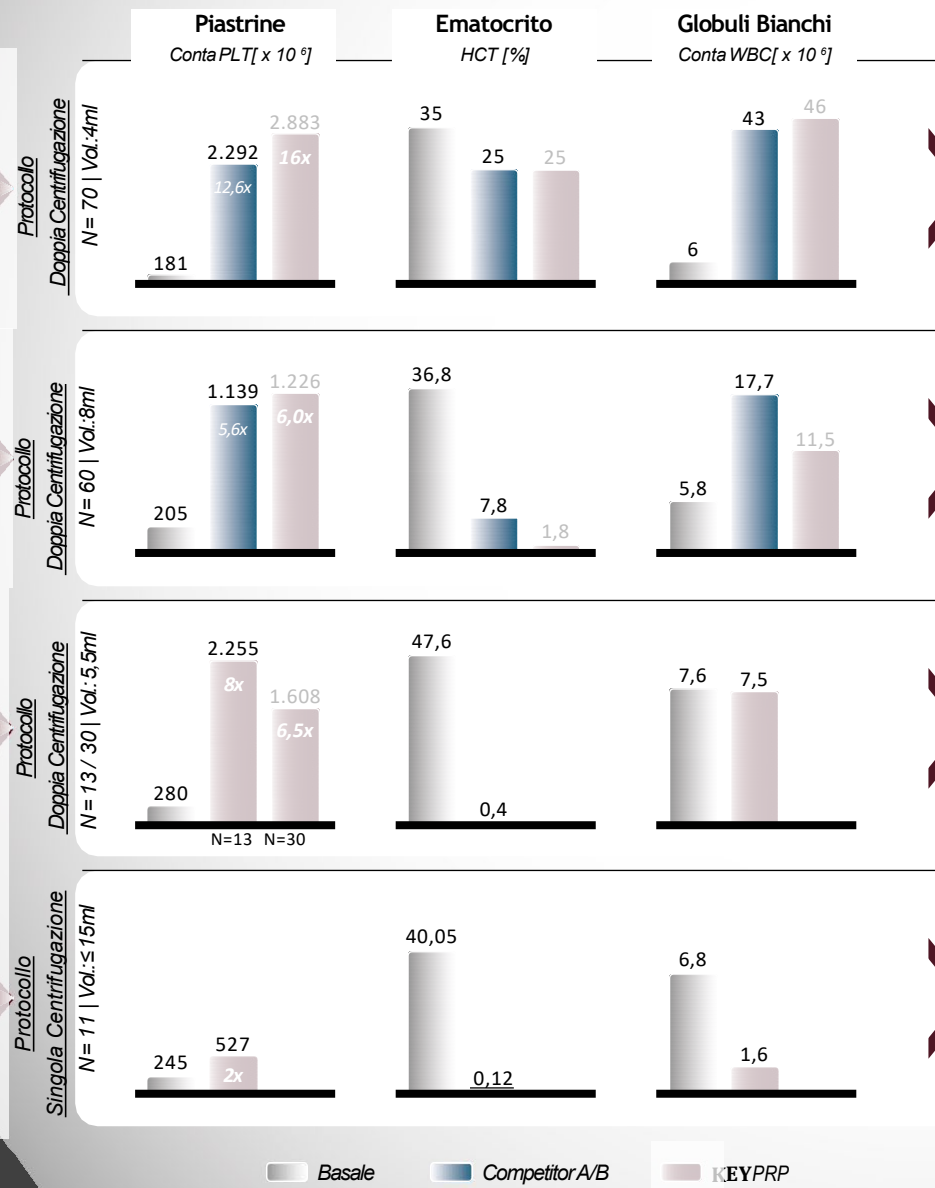 Piastrine
Conta PLT[ x 10 ⁶]
Ematocrito
HCT [%]
Globuli Bianchi
Conta WBC[ x 10 ⁶]
Protocollo
Doppia Centrifugazione
N= 70 | Vol.:4ml
181
2.292
12,6x
2.883
16x
35
25
25
6
43
46
Protocollo
Doppia Centrifugazione
N= 60 | Vol.:8ml
205
1.139
5,6x
1.226
6,0x
36,8
7,8
1,8
5,8
17,7
11,5
Protocollo
Doppia Centrifugazione
N= 13 / 30 | Vol.: 5,5ml
280
2.255
8x
1.608
6,5x
N=13 N=30
47,6
0,4
7,6
7,5
Protocollo
Singola Centrifugazione
N= 11 | Vol.:≤15ml
245
527
2x
40,05
0,12
6,8
1,6
Basale
Competitor A/B
KEYPRP